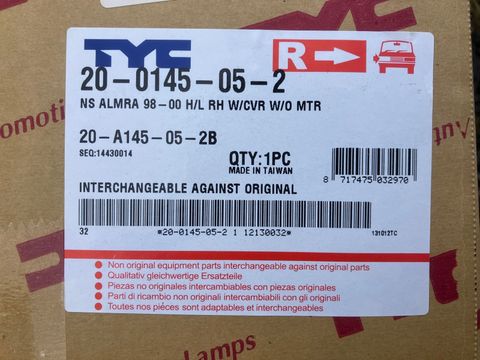 TYC
R
20-0145-05-2
NS ALMRA 98-00 H/L RH W/CVR W/O MTR
20-A145-05-2B
SEQ:14430014
QTY:1PC
MADE IN TAIWAN
8 717475 032970
INTERCHANGEABLE AGAINST ORIGINAL
32 *20-0145-05-2 1 12130032* 131012TC
• Non original equipment parts interchangeable against original parts
• Qualitativ gleichwertige Ersatzteile
• Piezas no originales intercambiables con piezas originales
• Parti di ricambio non originali intercambiabili con gli originali
• Toutes nos piéces sont adaptables et interchangeables
Lamps